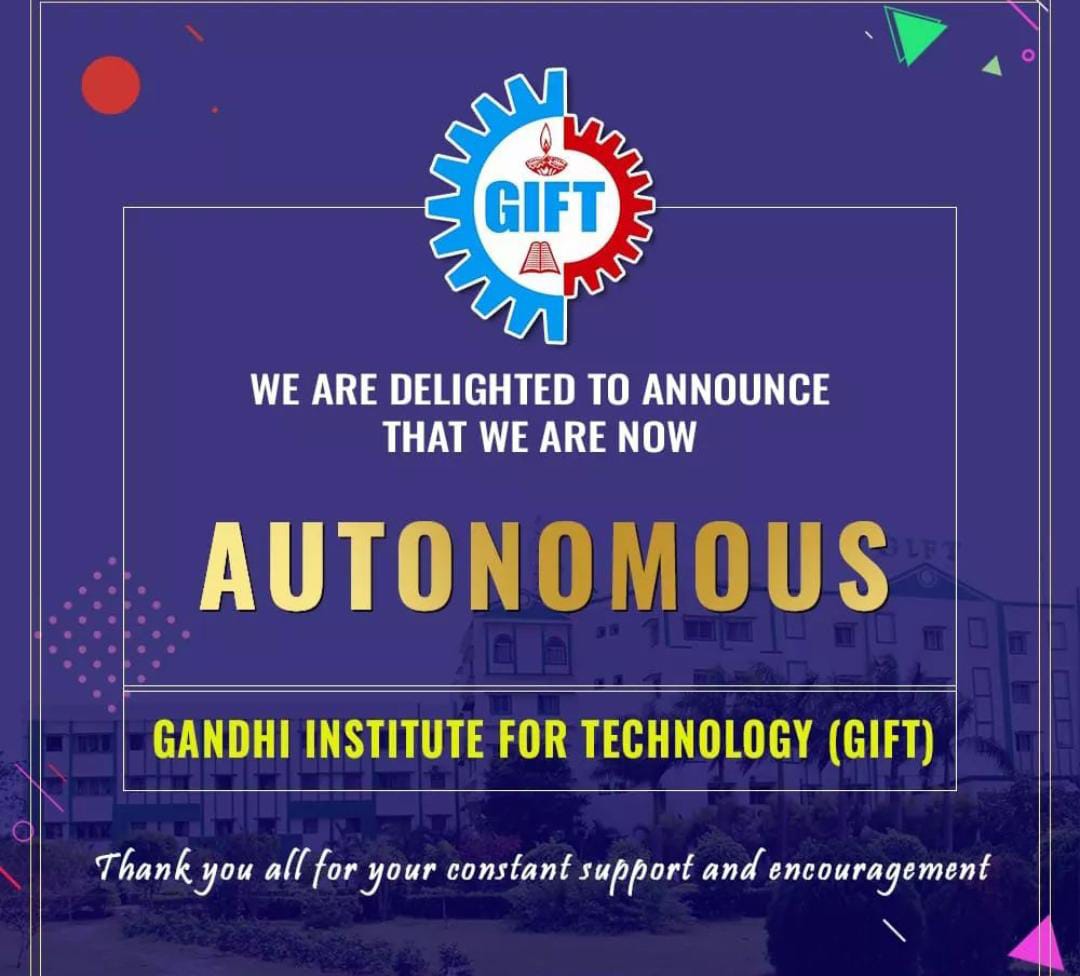 GIFT
WE ARE DELIGHTED TO ANNOUNCE
THAT WE ARE NOW
AUTONOMOUS
GIFT
GANDHI INSTITUTE FOR TECHNOLOGY (GIFT)
Thank you all for your constant support and encouragement